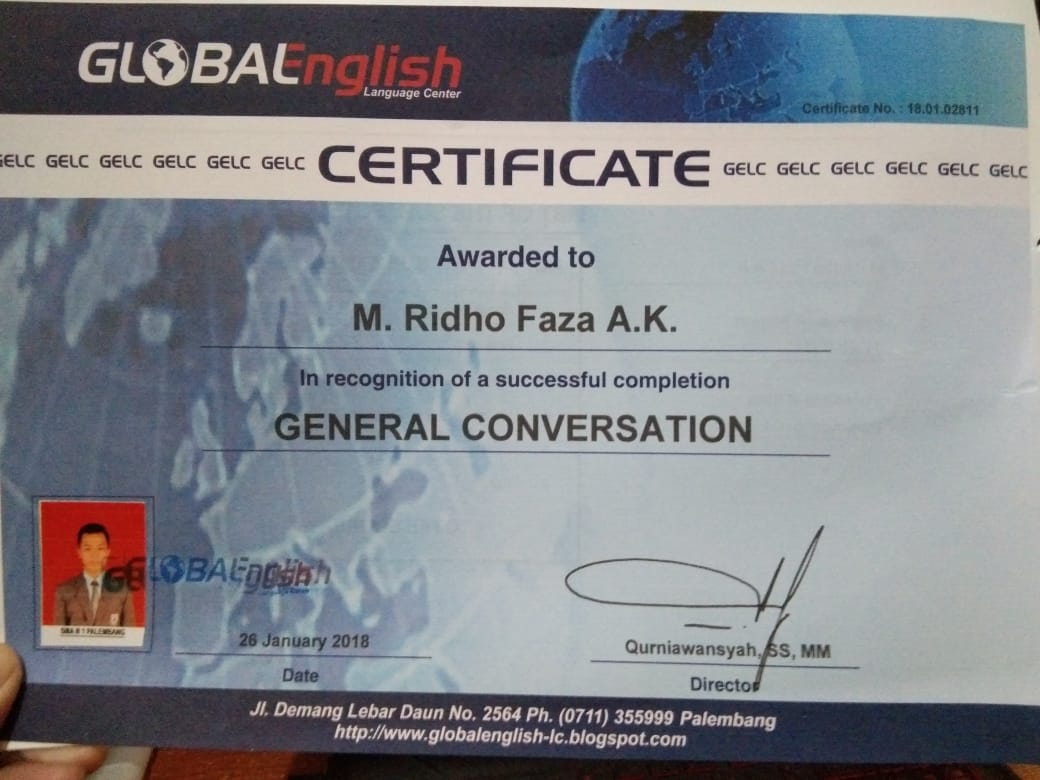 GLOBALEnglish
Language Center
Certificate No. : 18.01.02811
GELC GELC GELC GELC GELC GELC CERTIFICATE GELC GELC GELC GELC GELC GELC
Awarded to
M. Ridho Faza A.K.
In recognition of a successful completion
GENERAL CONVERSATION
GLOBALEnglish
SMA N 1 PALEMBANG
26 January 2018
Date
Qurniawansyah, SS, MM
Director
Jl. Demang Lebar Daun No. 2564 Ph. (0711) 355999 Palembang
http://www.globalenglish-lc.blogspot.com